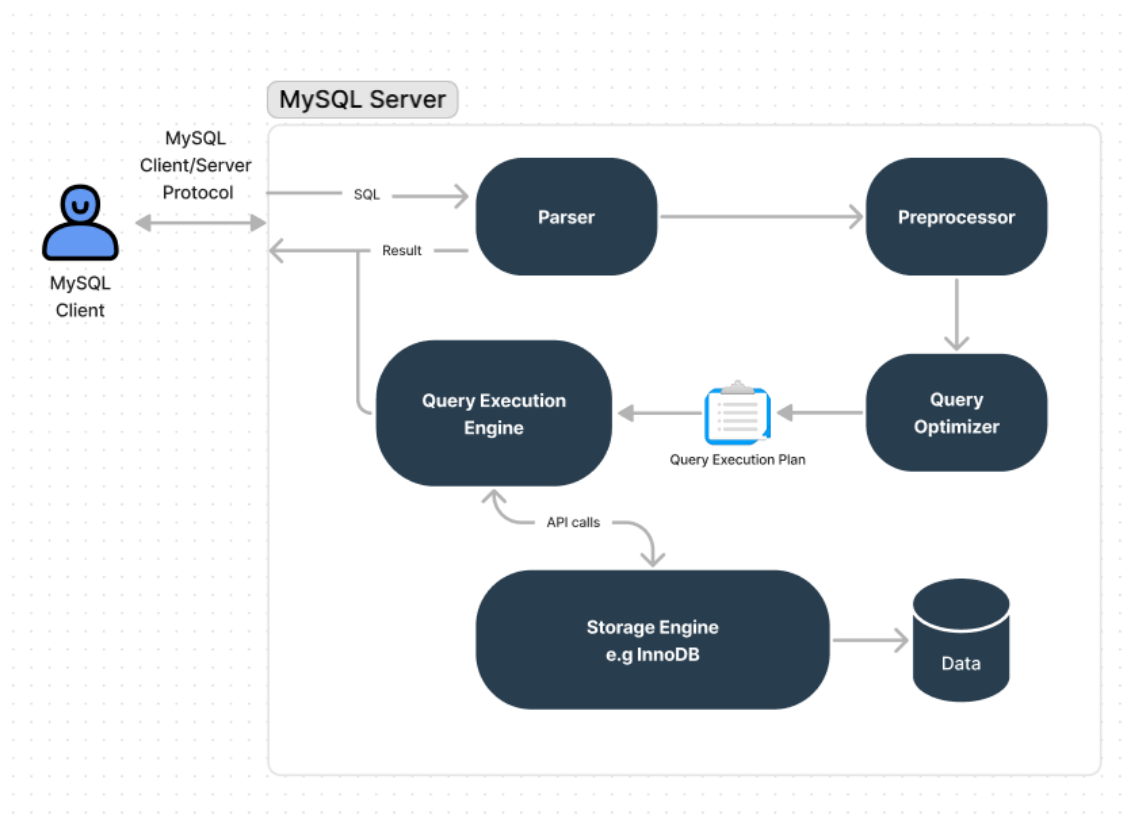 MySQL Server
MySQL
Client/Server
Protocol
SQL
Parser
Preprocessor
Result
MySQL
Client
Query Execution
Engine
Query Execution Plan
Query
Optimizer
API calls
Storage Engine
e.g InnoDB
Data